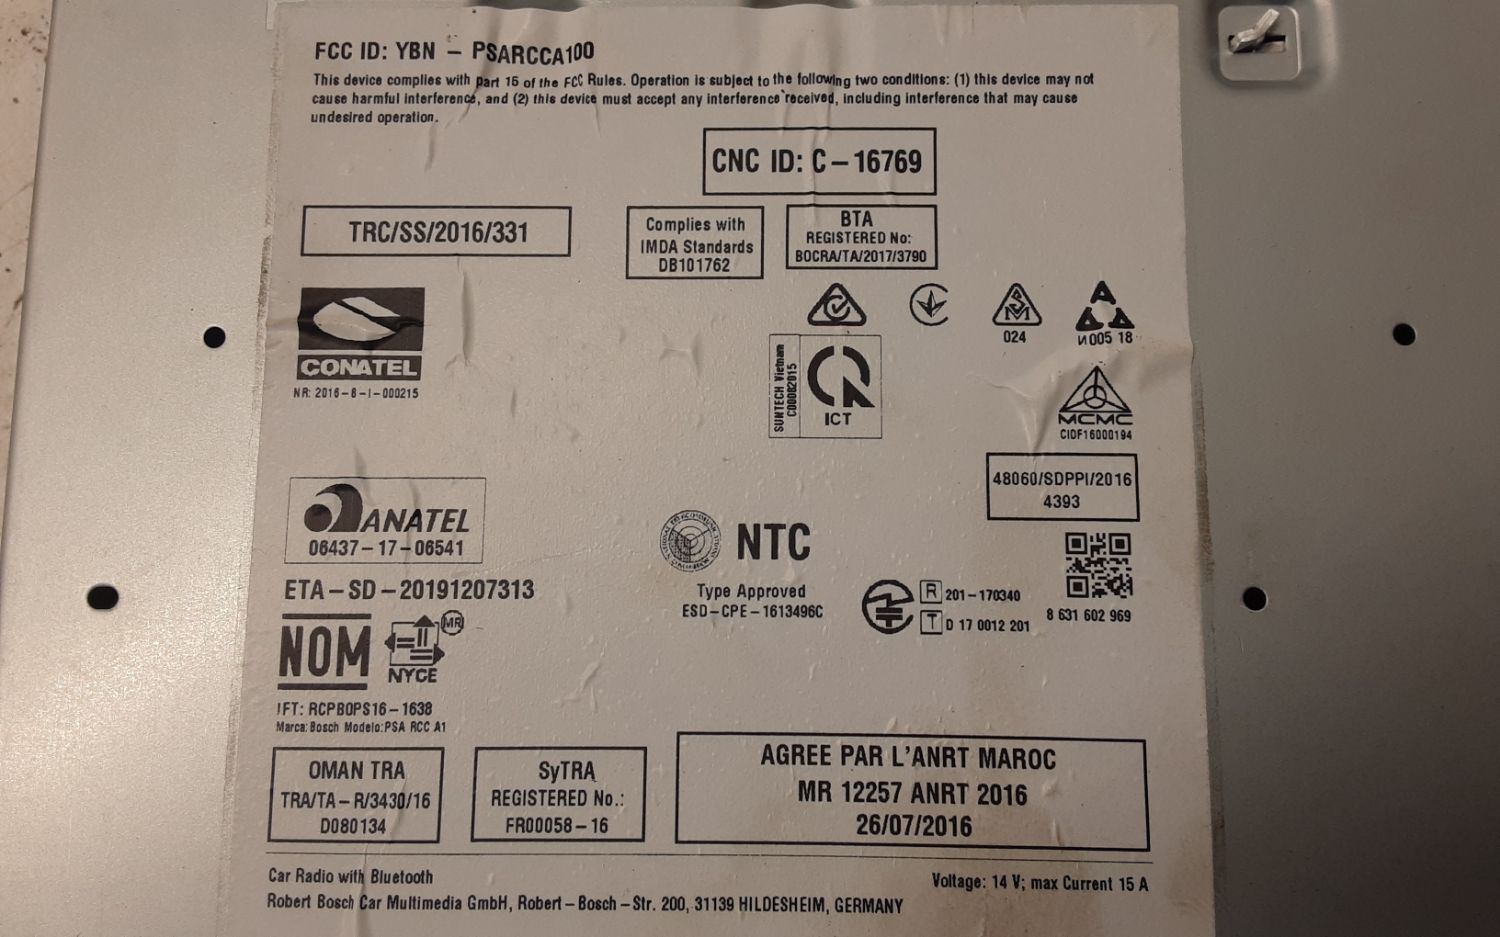 FCC ID: YBN – PSARCCA100
This device complies with part 15 of the FCC Rules. Operation is subject to the following two conditions: (1) this device may not
cause harmful interference, and (2) this device must accept any interference received, including interference that may cause
undesired operation.
CNC ID: C – 16769
TRC/SS/2016/331
Complies with
IMDA Standards
DB101762
BTA
REGISTERED No:
BOCRA/TA/2017/3790
024
И005 18
CONATEL
NR: 2016 – 8 – I – 000215
SUNTECH Vietnam
C00082015
ICT
MCMC
CIDF16000194
48060/SDPPI/2016
4393
ANATEL
06437 – 17 – 06541
NTC
Type Approved
ESD – CPE – 1613496C
ETA – SD – 20191207313
R 201 – 170340
T D 17 0012 201
8 631 602 969
NOM
MR
NYCE
IFT: RCPBOPS16 – 1638
Marca: Bosch Modelo: PSA RCC A1
OMAN TRA
TRA/TA – R/3430/16
D080134
SyTRA
REGISTERED No.:
FR00058 – 16
AGREE PAR L'ANRT MAROC
MR 12257 ANRT 2016
26/07/2016
Car Radio with Bluetooth
Voltage: 14 V; max Current 15 A
Robert Bosch Car Multimedia GmbH, Robert – Bosch – Str. 200, 31139 HILDESHEIM, GERMANY